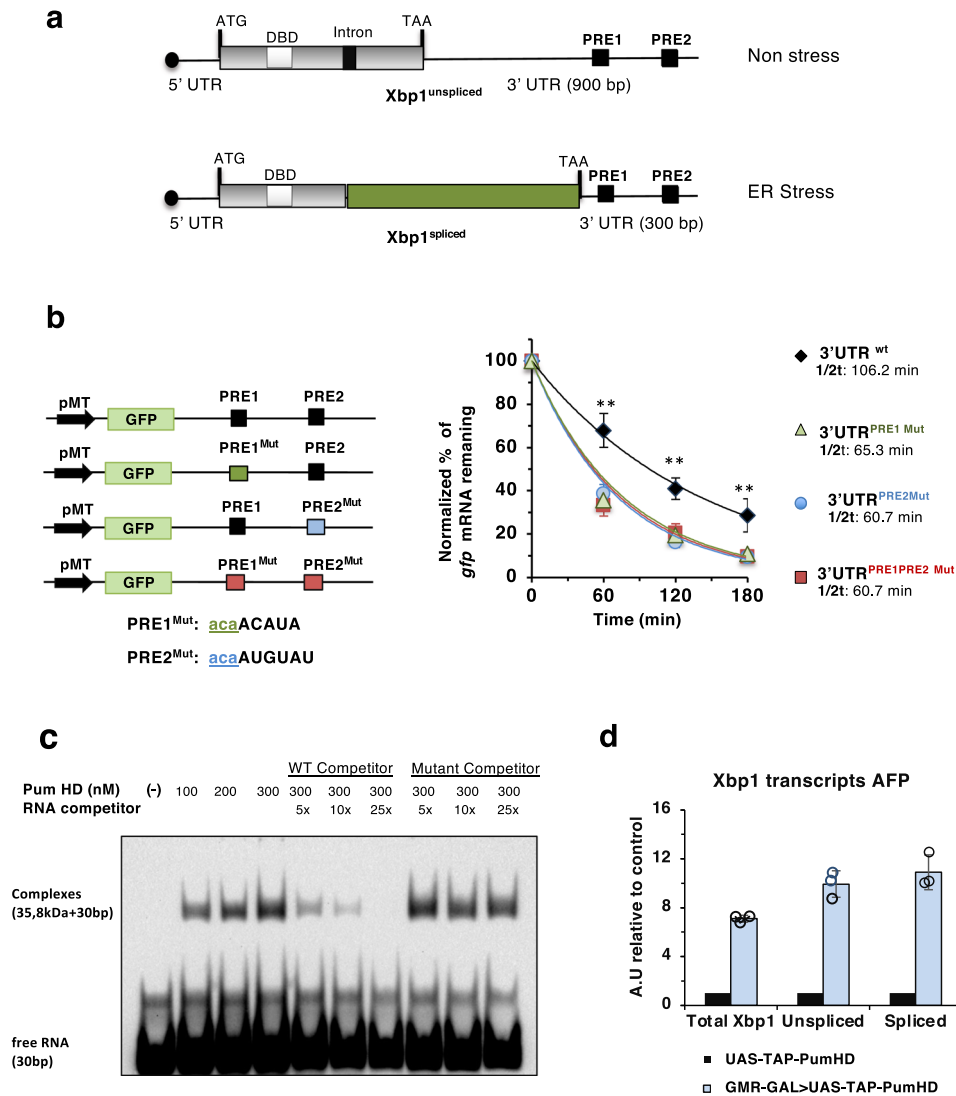 a
ATG
DBD
Intron
TAA
PRE1
PRE2
Non stress
5' UTR
Xbp1unspliced
3' UTR (900 bp)
ATG
DBD
TAA
PRE1
PRE2
ER Stress
5' UTR
Xbp1spliced
3' UTR (300 bp)
b
pMT
GFP
PRE1
PRE2
pMT
GFP
PRE1Mut
PRE2
pMT
GFP
PRE1
PRE2Mut
pMT
GFP
PRE1Mut
PRE2Mut
PRE1Mut: acaACAUA
PRE2Mut: acaAUGUAU
Normalized % of
gfp mRNA remaining
100
80
60
40
20
0
**
**
**
0
60
120
180
Time (min)
3'UTR wt
1/2t: 106.2 min
3'UTRPRE1 Mut
1/2t: 65.3 min
3'UTRPRE2Mut
1/2t: 60.7 min
3'UTRPRE1PRE2 Mut
1/2t: 60.7 min
c
WT Competitor
Mutant Competitor
Pum HD (nM) (-) 100 200 300 300 300 300 300 300 300
RNA competitor 5x 10x 25x 5x 10x 25x
Complexes
(35,8kDa+30bp)
free RNA
(30bp)
d
Xbp1 transcripts AFP
A.U relative to control
16
12
8
4
0
Total Xbp1
Unspliced
Spliced
UAS-TAP-PumHD
GMR-GAL>UAS-TAP-PumHD